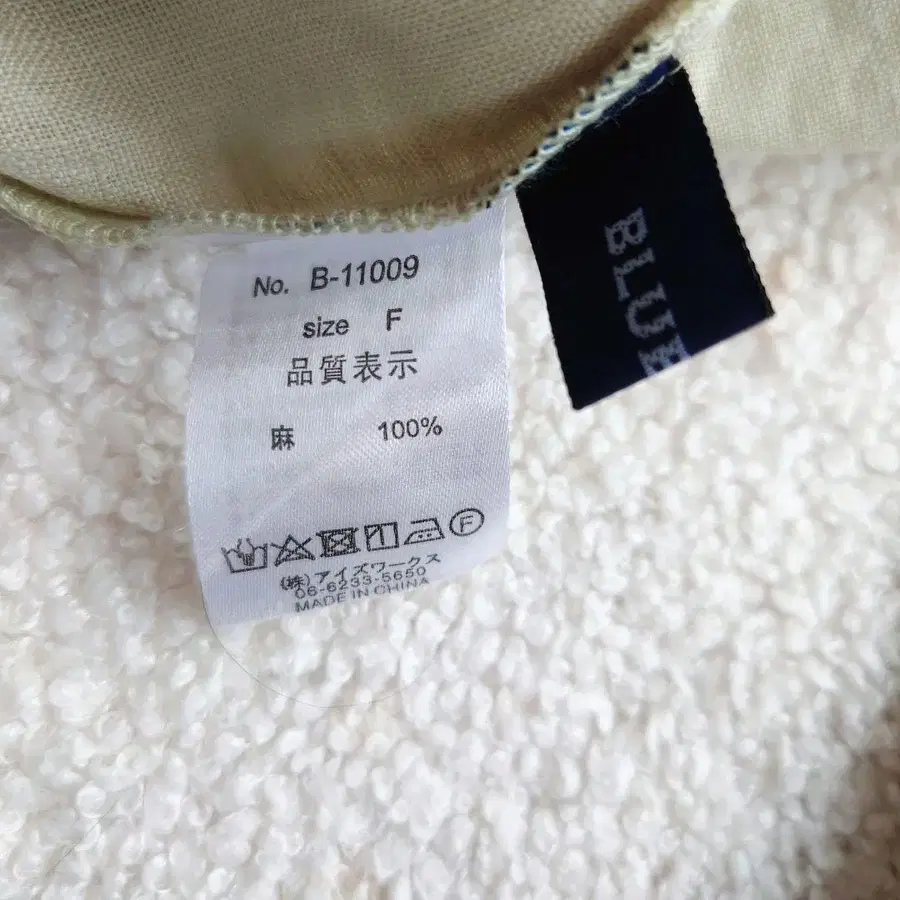 No. B-11009
size F
品質表示
麻 100%
F
(株)アイズワークス
06-6233-5650
MADE IN CHINA
BLUE